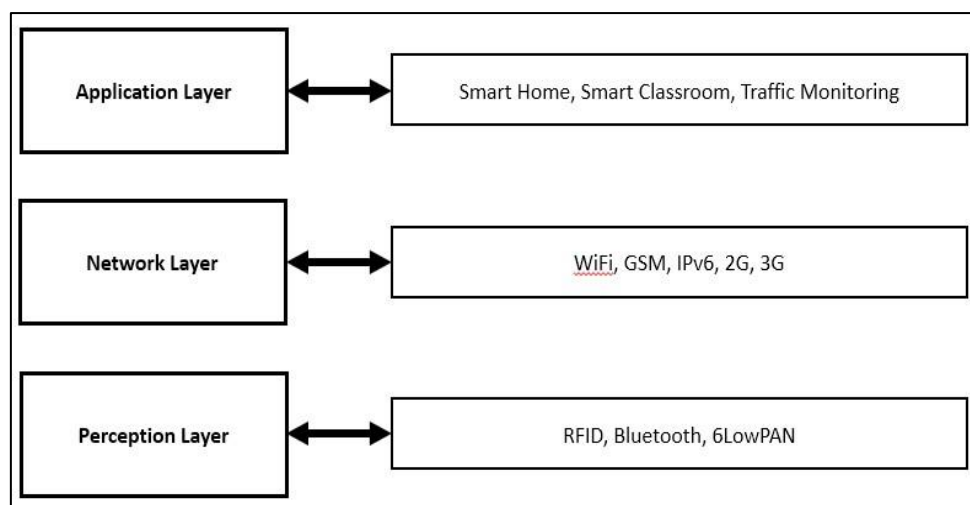 Application Layer
Smart Home, Smart Classroom, Traffic Monitoring
Network Layer
WiFi, GSM, IPv6, 2G, 3G
Perception Layer
RFID, Bluetooth, 6LowPAN